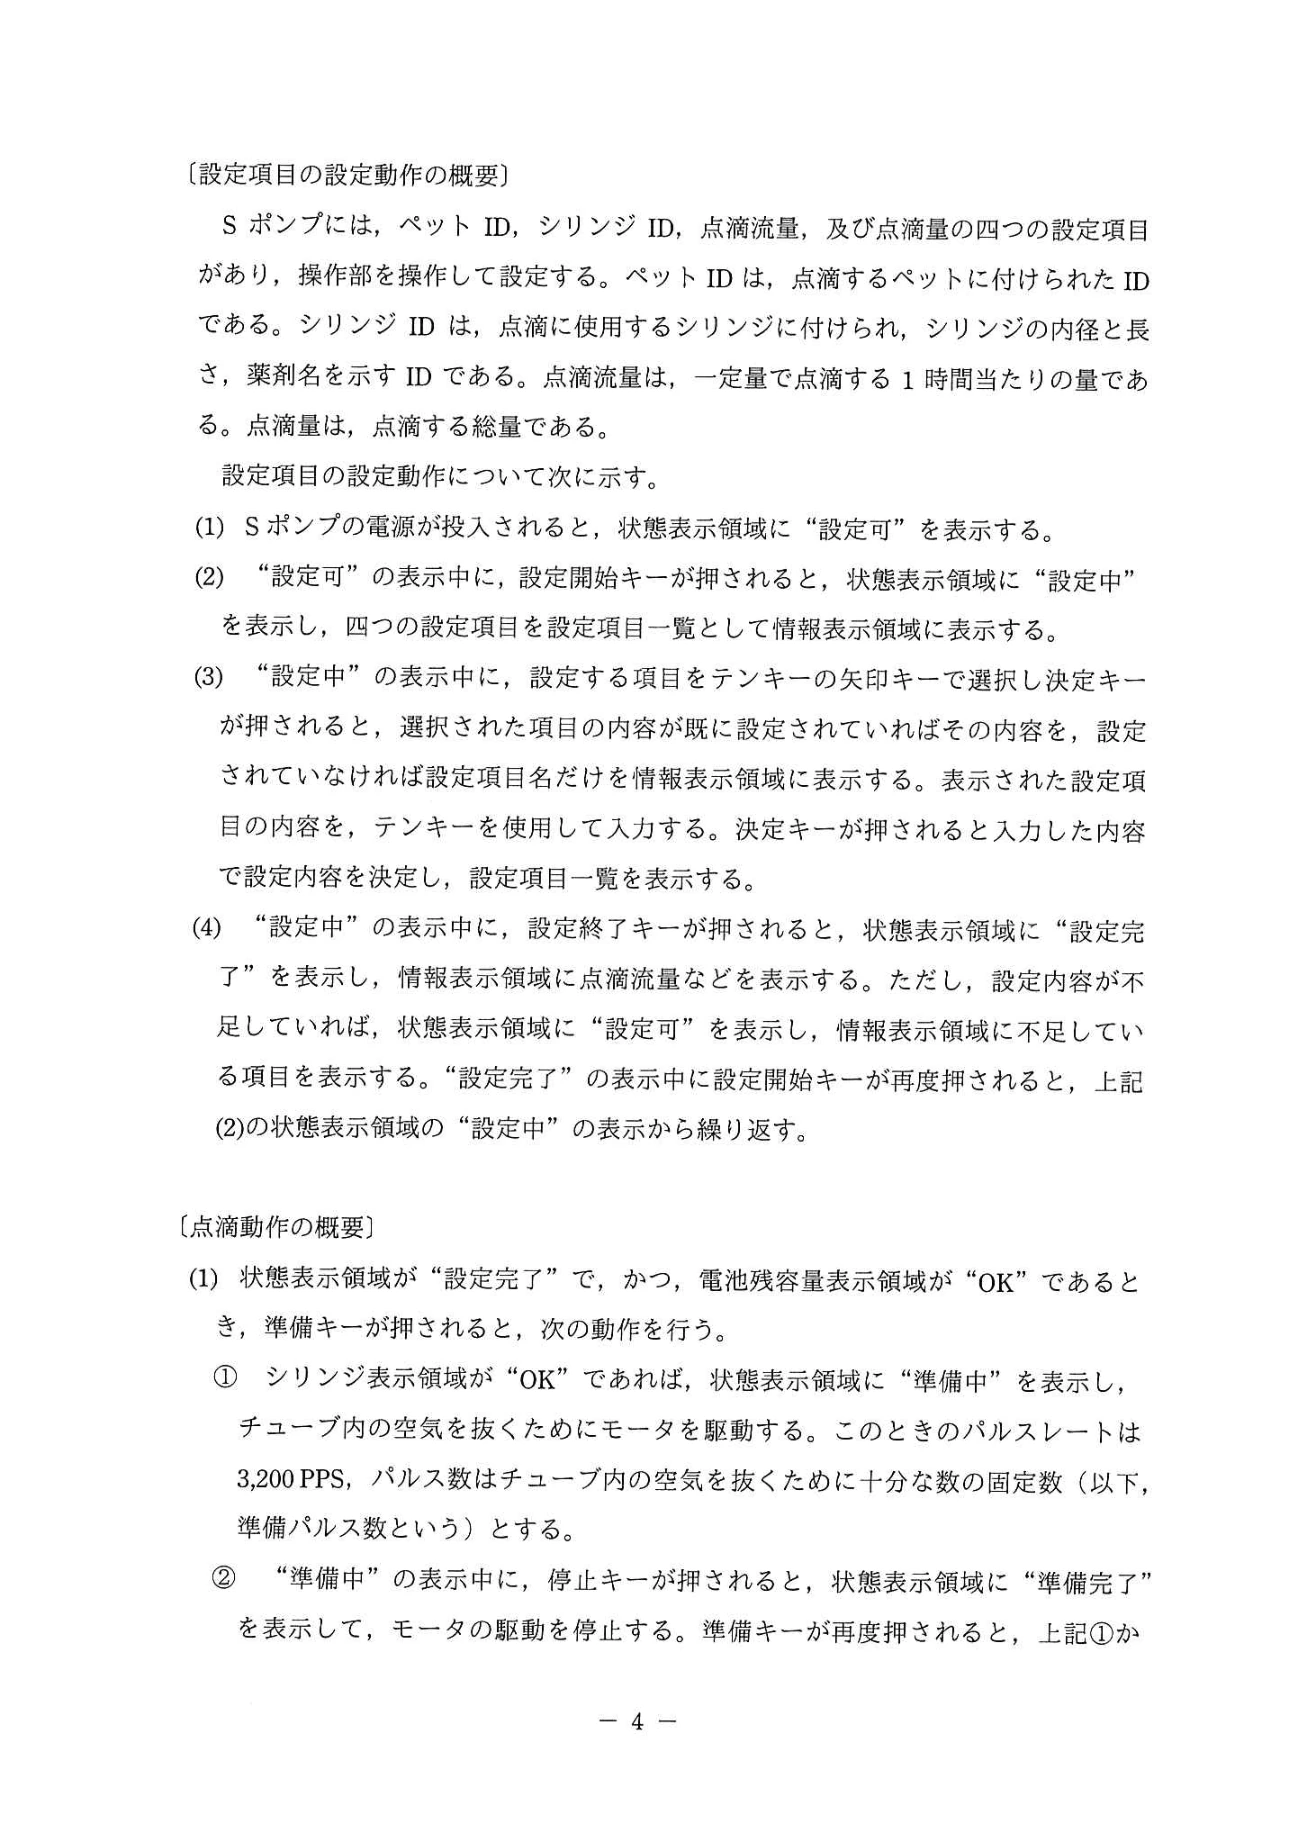 〔設定項目の設定動作の概要〕
S ポンプには，ペット ID，シリンジ ID，点滴流量，及び点滴量の四つの設定項目
があり，操作部を操作して設定する。ペット ID は，点滴するペットに付けられた ID
である。シリンジ ID は，点滴に使用するシリンジに付けられ，シリンジの内径と長
さ，薬剤名を示す ID である。点滴流量は，一定量で点滴する 1 時間当たりの量であ
る。点滴量は，点滴する総量である。
設定項目の設定動作について次に示す。
(1) S ポンプの電源が投入されると，状態表示領域に“設定可”を表示する。
(2) “設定可”の表示中に，設定開始キーが押されると，状態表示領域に“設定中”
を表示し，四つの設定項目を設定項目一覧として情報表示領域に表示する。
(3) “設定中”の表示中に，設定する項目をテンキーの矢印キーで選択し決定キー
が押されると，選択された項目の内容が既に設定されていればその内容を，設定
されていなければ設定項目名だけを情報表示領域に表示する。表示された設定項
目の内容を，テンキーを使用して入力する。決定キーが押されると入力した内容
で設定内容を決定し，設定項目一覧を表示する。
(4) “設定中”の表示中に，設定終了キーが押されると，状態表示領域に“設定完
了”を表示し，情報表示領域に点滴流量などを表示する。ただし，設定内容が不
足していれば，状態表示領域に“設定可”を表示し，情報表示領域に不足してい
る項目を表示する。“設定完了”の表示中に設定開始キーが再度押されると，上記
(2)の状態表示領域の“設定中”の表示から繰り返す。
〔点滴動作の概要〕
(1) 状態表示領域が“設定完了”で，かつ，電池残容量表示領域が“OK”であると
き，準備キーが押されると，次の動作を行う。
① シリンジ表示領域が“OK”であれば，状態表示領域に“準備中”を表示し，
チューブ内の空気を抜くためにモータを駆動する。このときのパルスレートは
3,200 PPS，パルス数はチューブ内の空気を抜くために十分な数の固定数（以下，
準備パルス数という）とする。
② “準備中”の表示中に，停止キーが押されると，状態表示領域に“準備完了”
を表示して，モータの駆動を停止する。準備キーが再度押されると，上記①か
― 4 ―